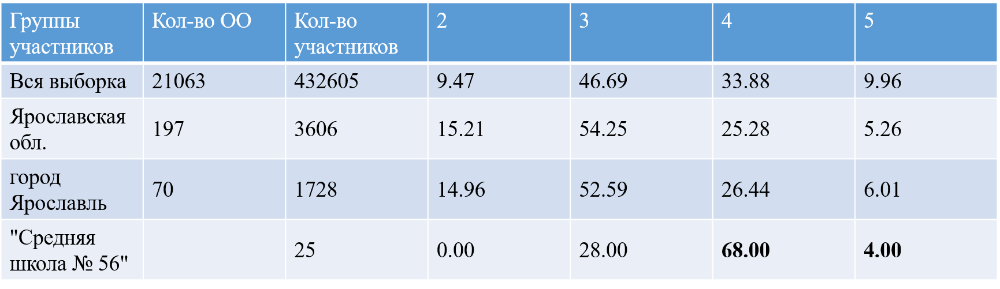 Группы участников Кол-во ОО Кол-во участников 2 3 4 5
Вся выборка 21063 432605 9.47 46.69 33.88 9.96
Ярославская обл. 197 3606 15.21 54.25 25.28 5.26
город Ярославль 70 1728 14.96 52.59 26.44 6.01
"Средняя школа № 56" 25 0.00 28.00 68.00 4.00